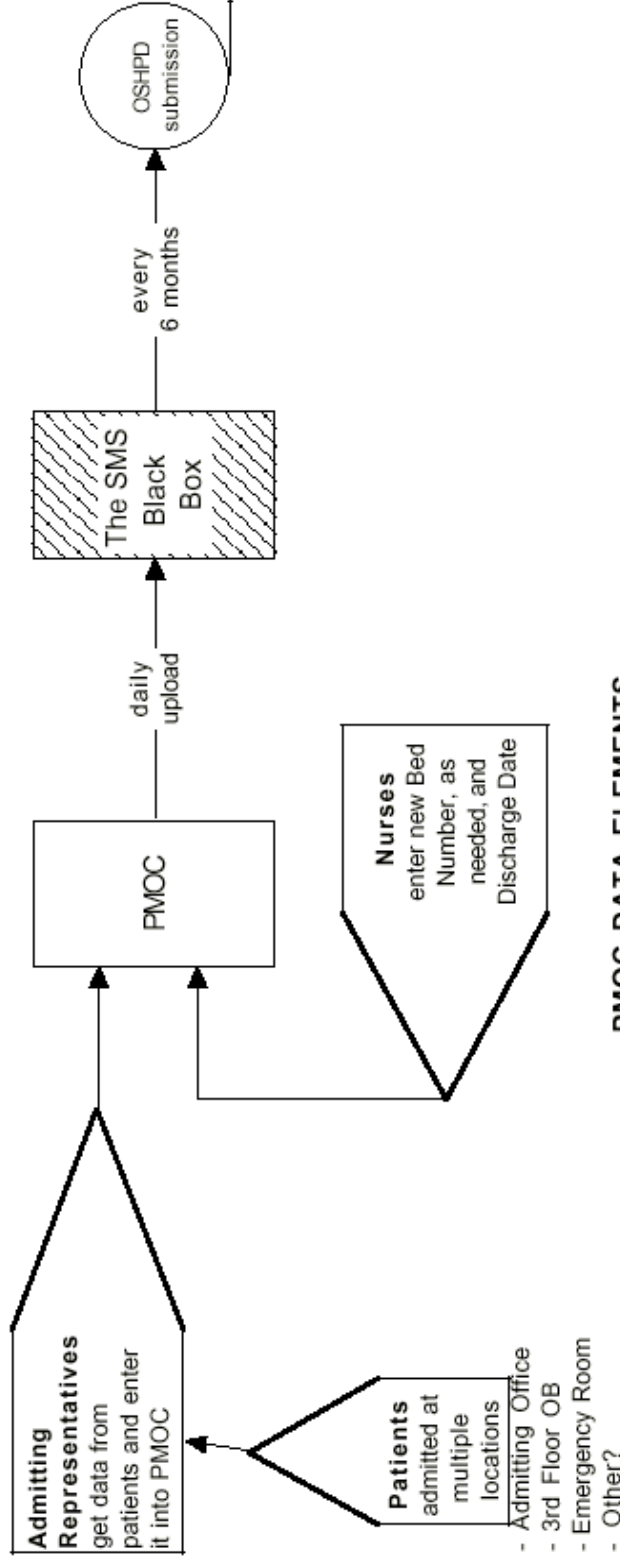 Admitting
Representatives
get data from
patients and enter
it into PMOC
Patients
admitted at
multiple
locations
- Admitting Office
- 3rd Floor OB
- Emergency Room
- Other?
PMOC
Nurses
enter new Bed
Number, as
needed, and
Discharge Date
daily
upload
The SMS
Black
Box
every
6 months
OSHPD
submission
PMOC DATA ELEMENTS